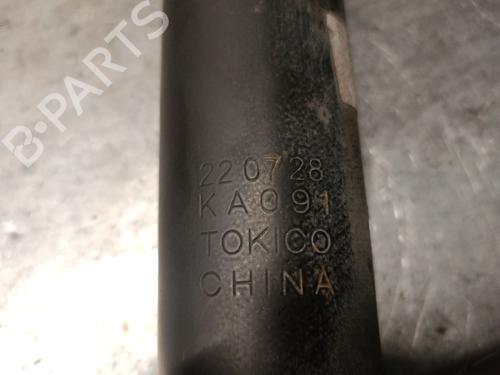 B-PARTS
220728
KA091
TOKICO
CHINA